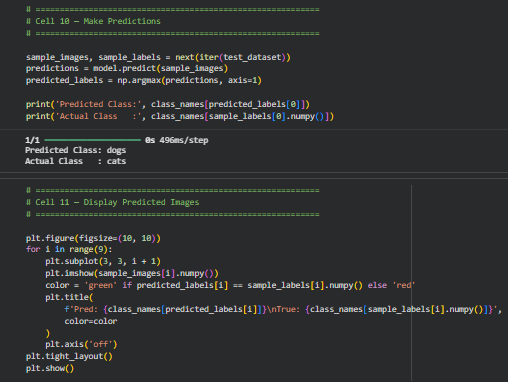 # ===========================================================
# Cell 10 — Make Predictions
# ===========================================================
sample_images, sample_labels = next(iter(test_dataset))
predictions = model.predict(sample_images)
predicted_labels = np.argmax(predictions, axis=1)
print('Predicted Class:', class_names[predicted_labels[0]])
print('Actual Class   :', class_names[sample_labels[0].numpy()])
1/1 ━━━━━━━━━━━━━━━━━━━━ 0s 496ms/step
Predicted Class: dogs
Actual Class   : cats
# ===========================================================
# Cell 11 — Display Predicted Images
# ===========================================================
plt.figure(figsize=(10, 10))
for i in range(9):
    plt.subplot(3, 3, i + 1)
    plt.imshow(sample_images[i].numpy())
    color = 'green' if predicted_labels[i] == sample_labels[i].numpy() else 'red'
    plt.title(
        f'Pred: {class_names[predicted_labels[i]]}\nTrue: {class_names[sample_labels[i].numpy()]}',
        color=color
    )
    plt.axis('off')
plt.tight_layout()
plt.show()